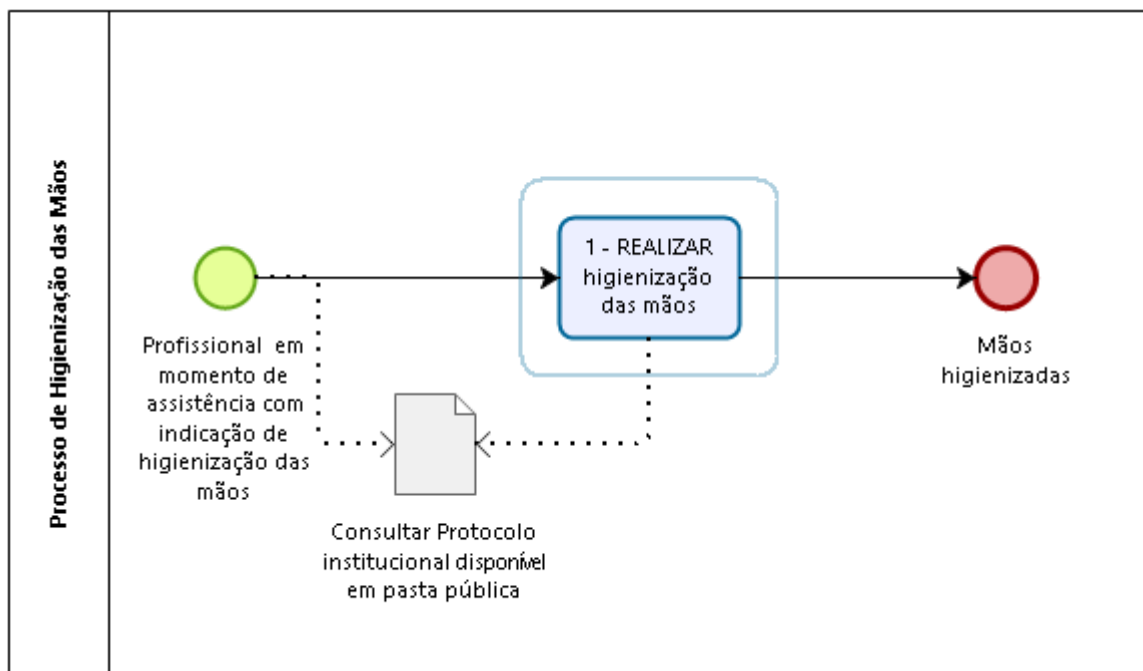 Processo de Higienização das Mãos
Profissional em
momento de
assistência com
indicação de
higienização das
mãos
1 - REALIZAR
higienização
das mãos
Mãos
higienizadas
Consultar Protocolo
institucional disponível
em pasta pública